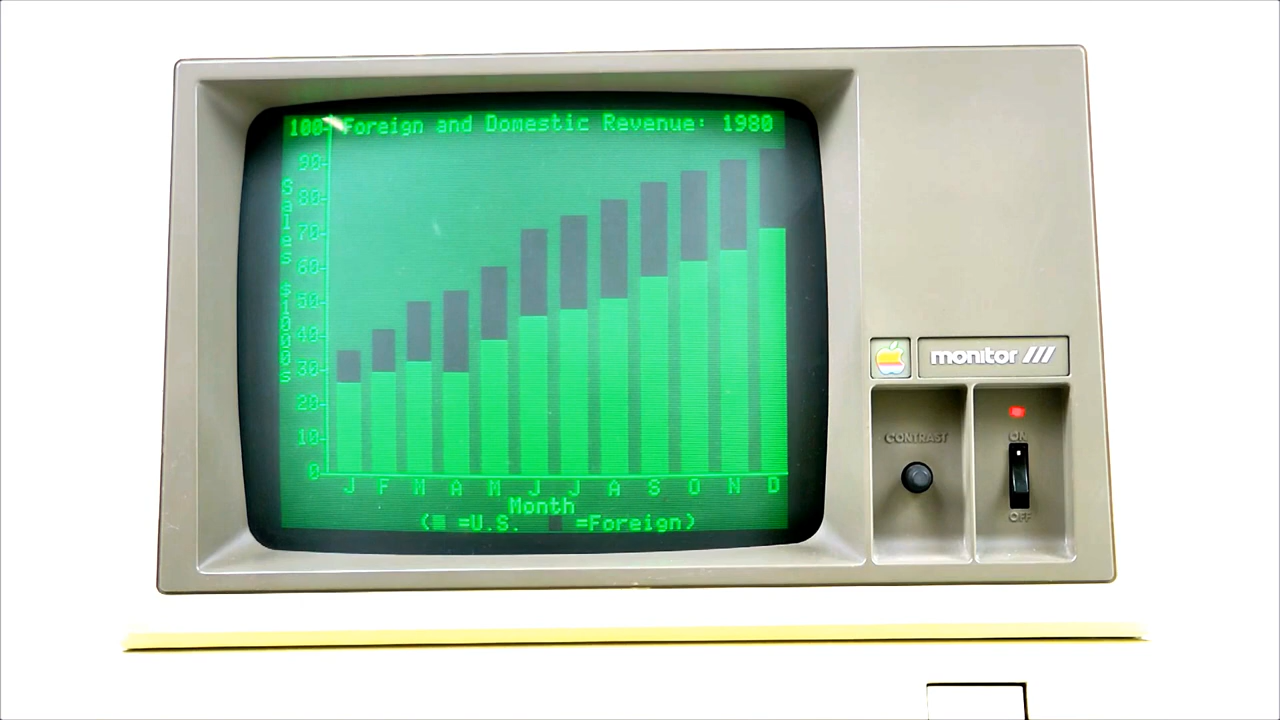 Foreign and Domestic Revenue: 1980
100
90
80
70
60
50
40
30
20
10
0
Sales $1000s
J F M A M J J A S O N D
Month
( =U.S. =Foreign)
monitor ///
CONTRAST
ON
OFF